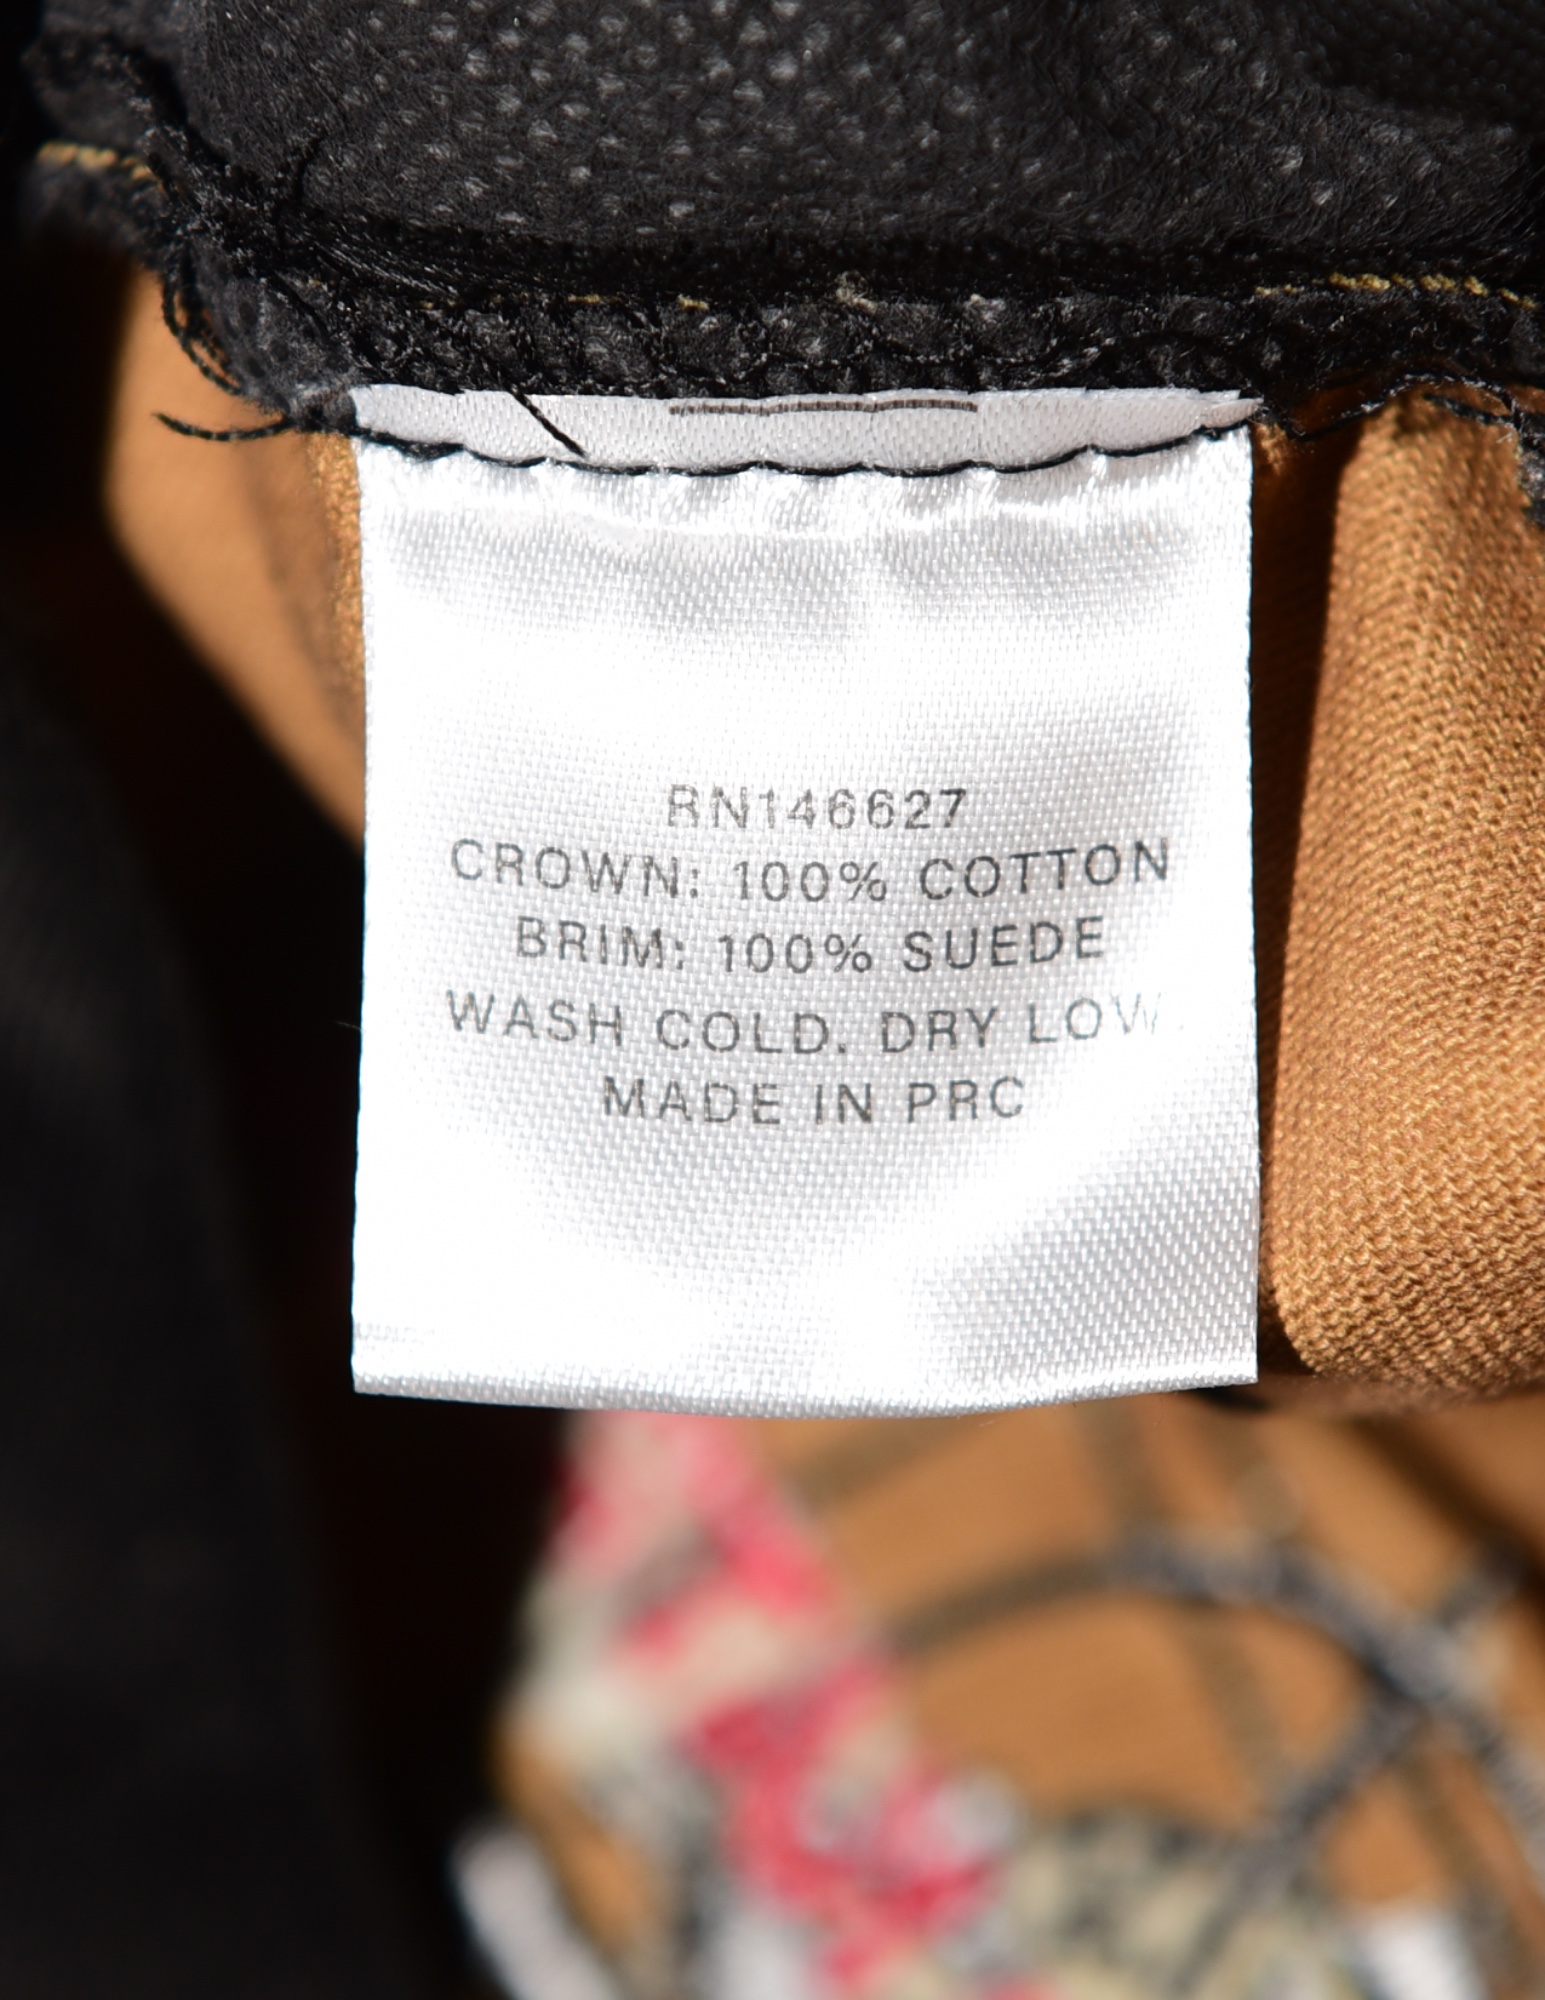 RN146627
CROWN: 100% COTTON
BRIM: 100% SUEDE
WASH COLD. DRY LOW.
MADE IN PRC